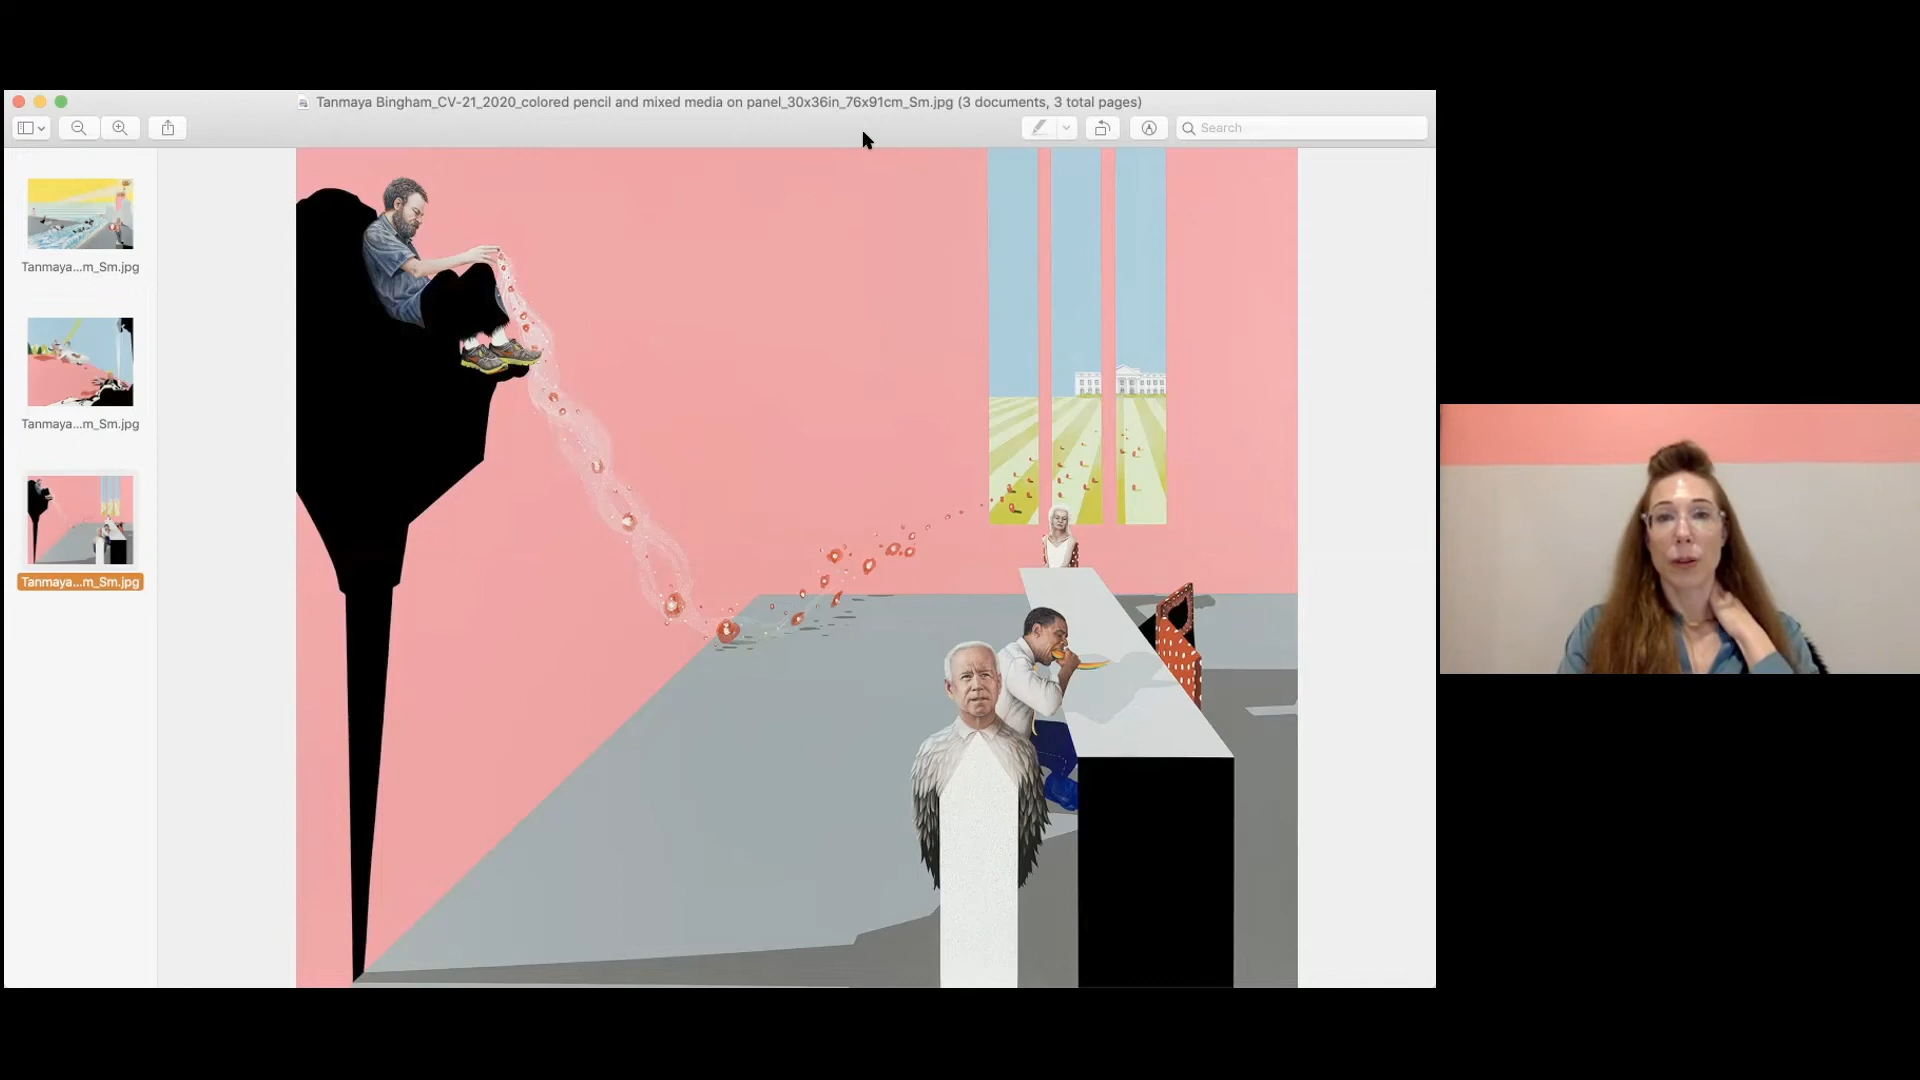 Tanmaya Bingham_CV-21_2020_colored pencil and mixed media on panel_30x36in_76x91cm_Sm.jpg (3 documents, 3 total pages)
Search
Tanmaya...m_Sm.jpg
Tanmaya...m_Sm.jpg
Tanmaya...m_Sm.jpg